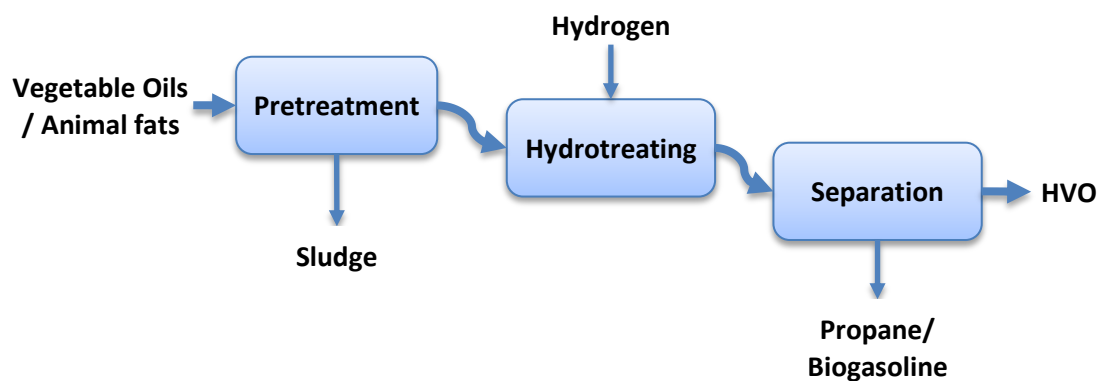 Hydrogen
Vegetable Oils
/ Animal fats
Pretreatment
Hydrotreating
Separation
HVO
Sludge
Propane/
Biogasoline